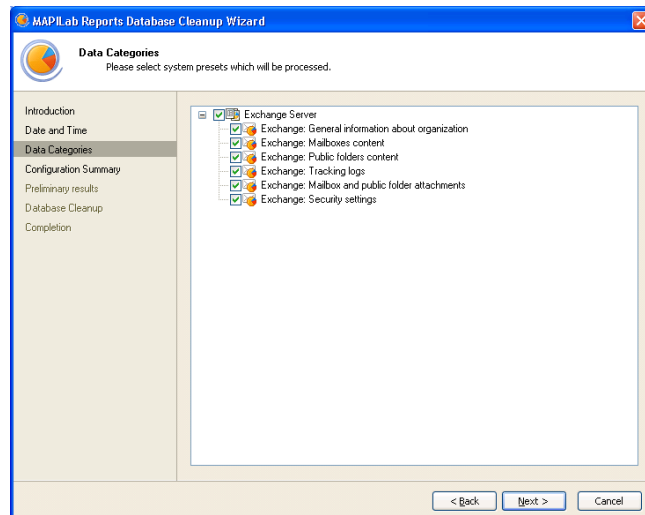 MAPILab Reports Database Cleanup Wizard
Data Categories
Please select system presets which will be processed.
Introduction
Date and Time
Data Categories
Configuration Summary
Preliminary results
Database Cleanup
Completion
Exchange Server
Exchange: General information about organization
Exchange: Mailboxes content
Exchange: Public folders content
Exchange: Tracking logs
Exchange: Mailbox and public folder attachments
Exchange: Security settings
< Back
Next >
Cancel